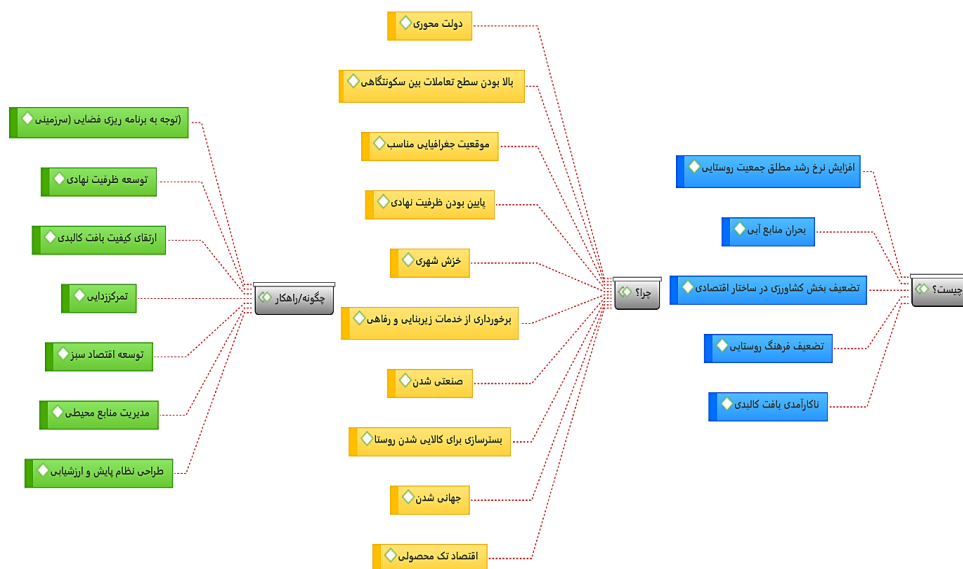 چیست؟
افزایش نرخ رشد مطلق جمعیت روستایی
بحران منابع آبی
تضعیف بخش کشاورزی در ساختار اقتصادی
تضعیف فرهنگ روستایی
ناکارآمدی بافت کالبدی
چرا؟
دولت محوری
بالا بودن سطح تعاملات بین سکونتگاهی
موقعیت جغرافیایی مناسب
پایین بودن ظرفیت نهادی
خزش شهری
برخورداری از خدمات زیربنایی و رفاهی
صنعتی شدن
بسترسازی برای کالایی شدن روستا
جهانی شدن
اقتصاد تک محصولی
چگونه/راهکار
(توجه به برنامه ریزی فضایی (سرزمینی
توسعه ظرفیت نهادی
ارتقای کیفیت بافت کالبدی
تمرکززدایی
توسعه اقتصاد سبز
مدیریت منابع محیطی
طراحی نظام پایش و ارزشیابی